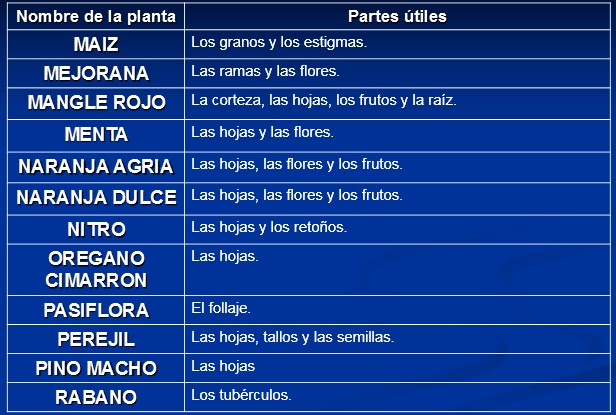 Nombre de la planta Partes útiles
MAIZ Los granos y los estigmas.
MEJORANA Las ramas y las flores.
MANGLE ROJO La corteza, las hojas, los frutos y la raíz.
MENTA Las hojas y las flores.
NARANJA AGRIA Las hojas, las flores y los frutos.
NARANJA DULCE Las hojas, las flores y los frutos.
NITRO Las hojas y los retoños.
OREGANO Las hojas.
CIMARRON
PASIFLORA El follaje.
PEREJIL Las hojas, tallos y las semillas.
PINO MACHO Las hojas
RABANO Los tubérculos.